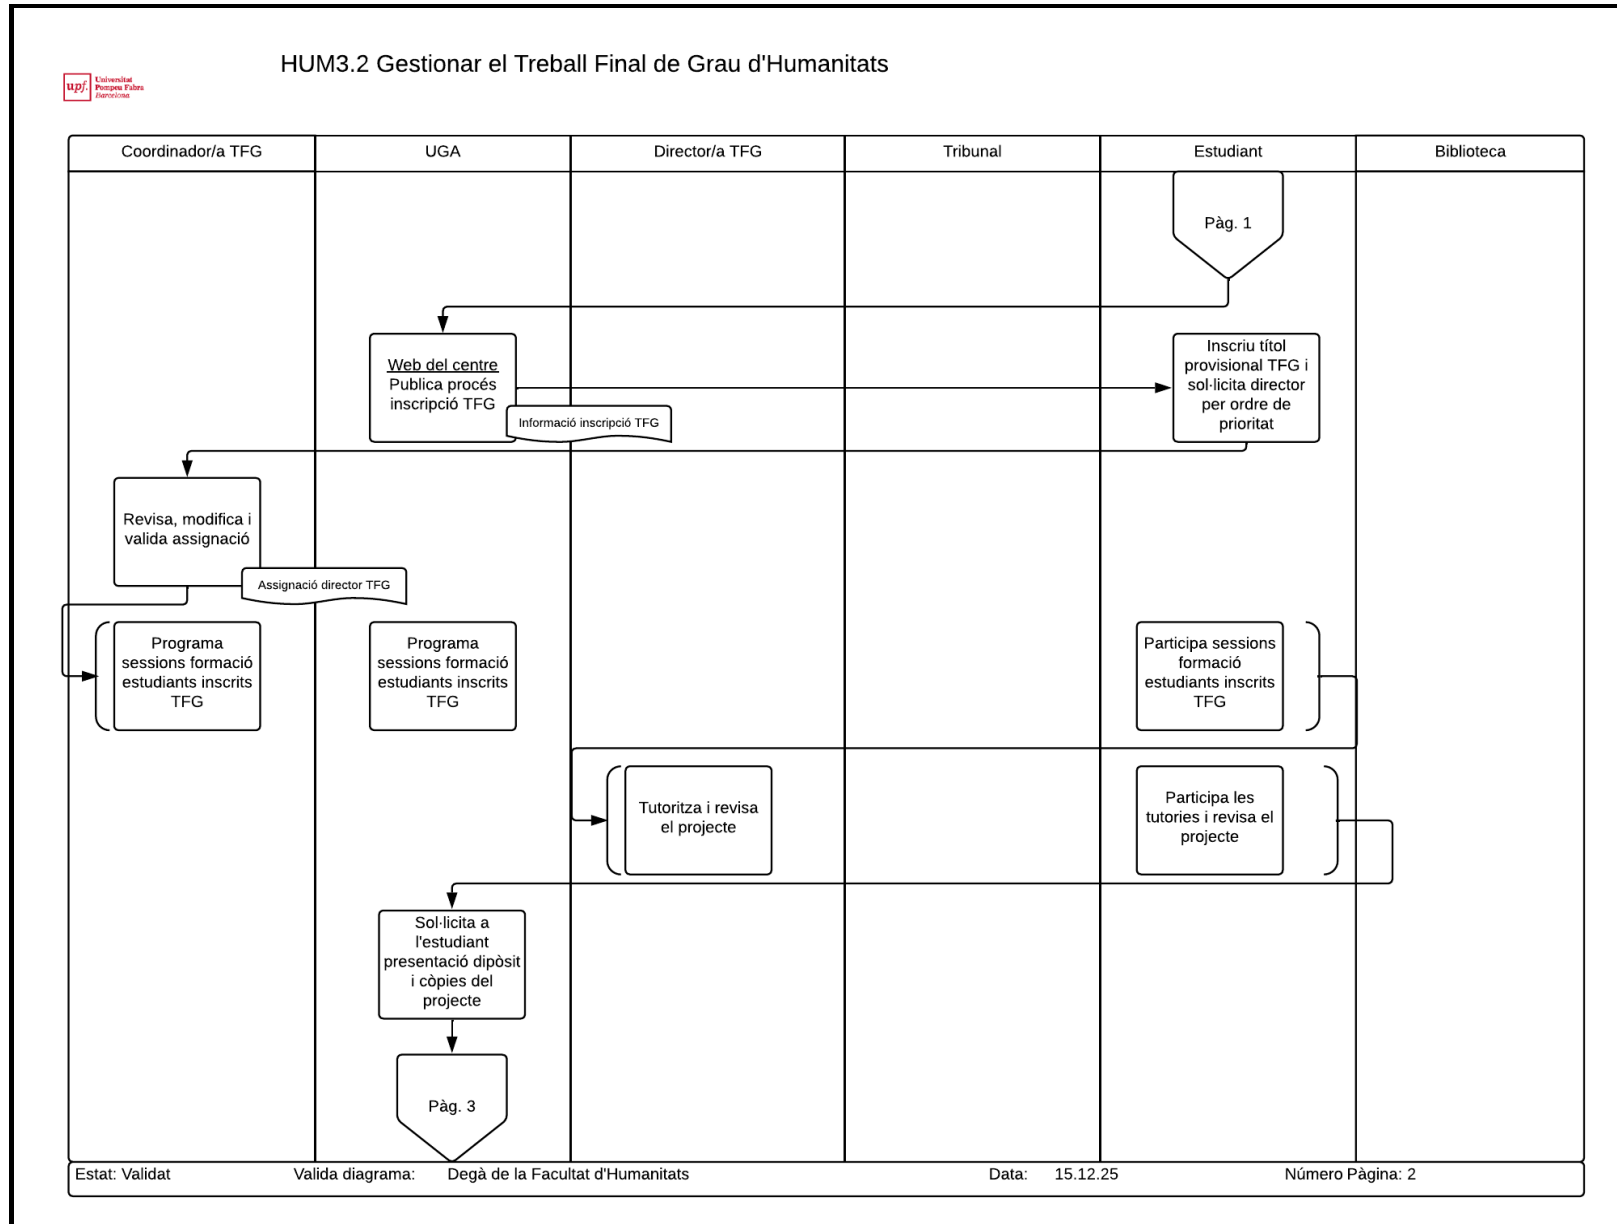 HUM3.2 Gestionar el Treball Final de Grau d'Humanitats
upf.
Universitat
Pompeu Fabra
Barcelona
Coordinador/a TFG
UGA
Director/a TFG
Tribunal
Estudiant
Biblioteca
Pàg. 1
Web del centre
Publica procés
inscripció TFG
Informació inscripció TFG
Inscriu títol
provisional TFG i
sol·licita director
per ordre de
prioritat
Revisa, modifica i
valida assignació
Assignació director TFG
Programa
sessions formació
estudiants inscrits
TFG
Programa
sessions formació
estudiants inscrits
TFG
Participa sessions
formació
estudiants inscrits
TFG
Tutoritza i revisa
el projecte
Participa les
tutories i revisa el
projecte
Sol·licita a
l'estudiant
presentació dipòsit
i còpies del
projecte
Pàg. 3
Estat: Validat
Valida diagrama:
Degà de la Facultat d'Humanitats
Data:
15.12.25
Número Pàgina: 2